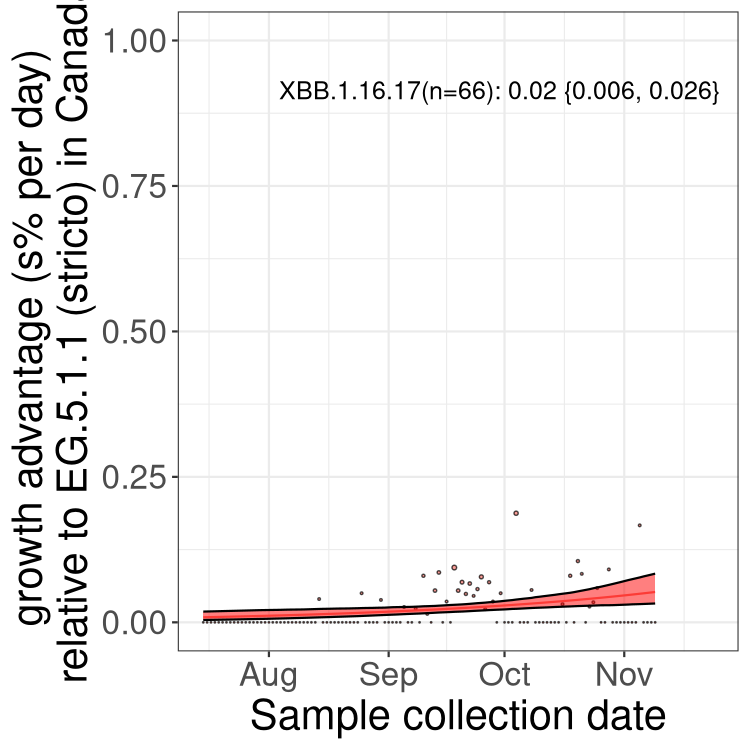 growth advantage (s% per day)
relative to EG.5.1.1 (stricto) in Canada
1.00
0.75
0.50
0.25
0.00
XBB.1.16.17(n=66): 0.02 {0.006, 0.026}
Aug Sep Oct Nov
Sample collection date